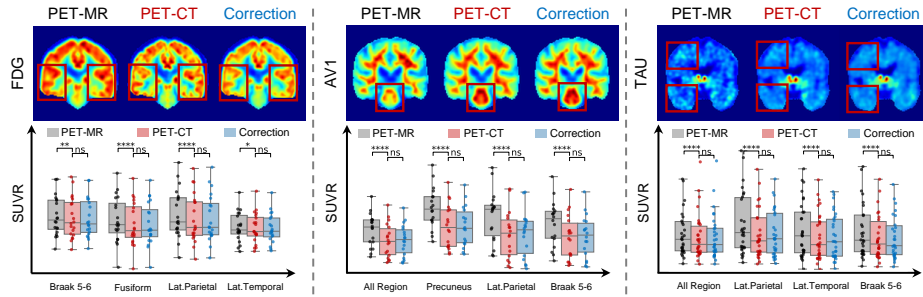 PET-MR PET-CT Correction
FDG
PET-MR PET-CT Correction
** ns **** ns **** ns * ns
SUVR
Braak 5-6 Fusiform Lat.Parietal Lat.Temporal
PET-MR PET-CT Correction
AV1
PET-MR PET-CT Correction
**** ns **** ns **** ns **** ns
SUVR
All Region Precuneus Lat.Parietal Braak 5-6
PET-MR PET-CT Correction
TAU
PET-MR PET-CT Correction
**** ns **** ns **** ns **** ns
SUVR
All Region Lat.Parietal Lat.Temporal Braak 5-6